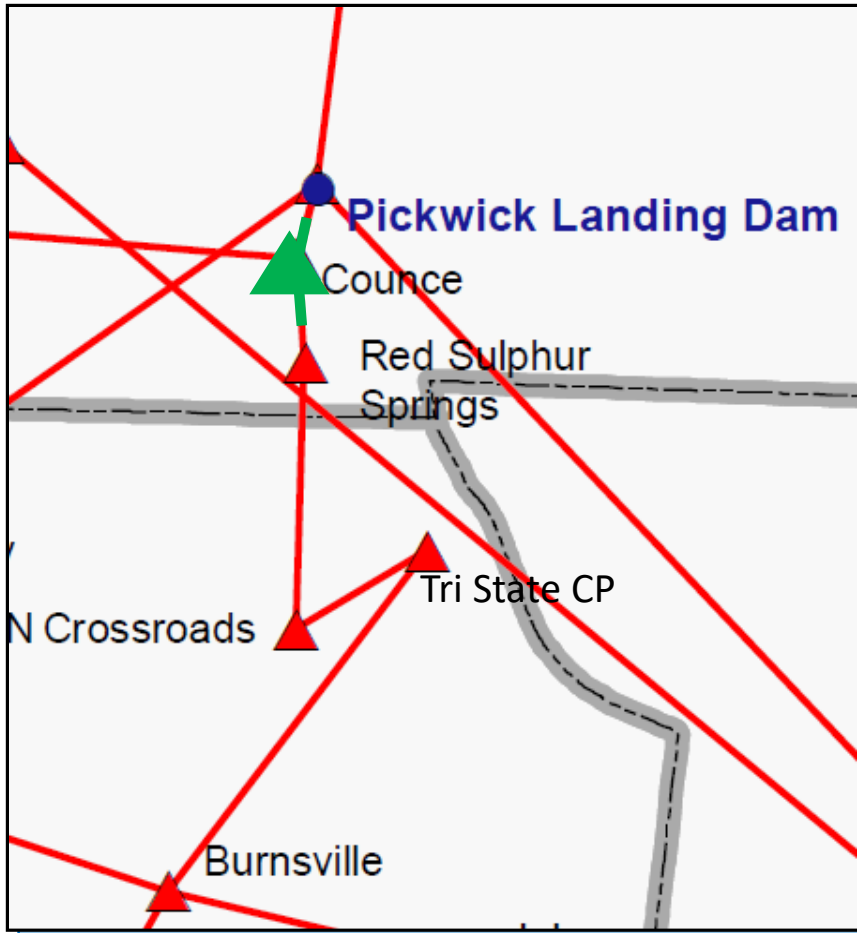 Pickwick Landing Dam
Counce
Red Sulphur
Springs
Tri State CP
N Crossroads
Burnsville